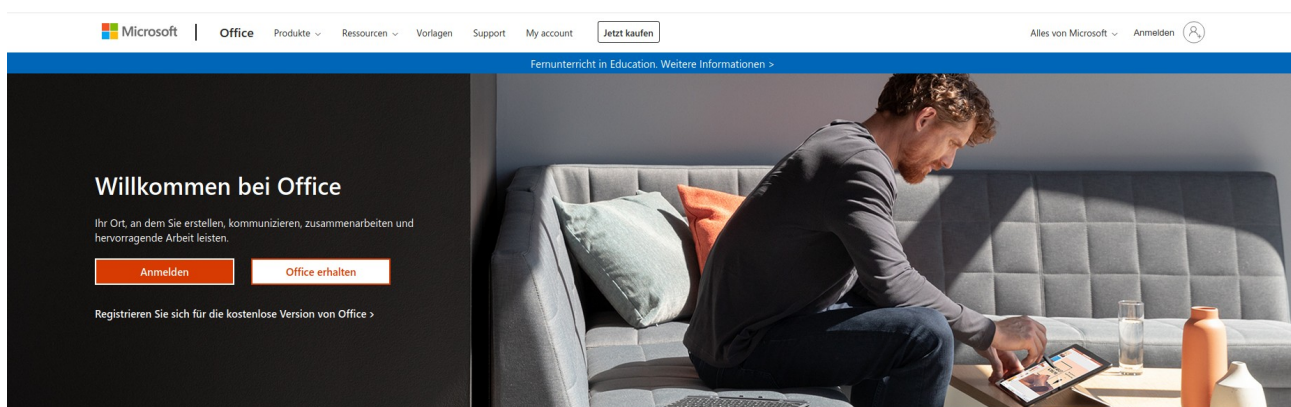 Microsoft Office Produkte Ressourcen Vorlagen Support My account Jetzt kaufen Alles von Microsoft Anmelden
Fernunterricht in Education. Weitere Informationen >
Willkommen bei Office
Ihr Ort, an dem Sie erstellen, kommunizieren, zusammenarbeiten und
hervorragende Arbeit leisten.
Anmelden Office erhalten
Registrieren Sie sich für die kostenlose Version von Office >